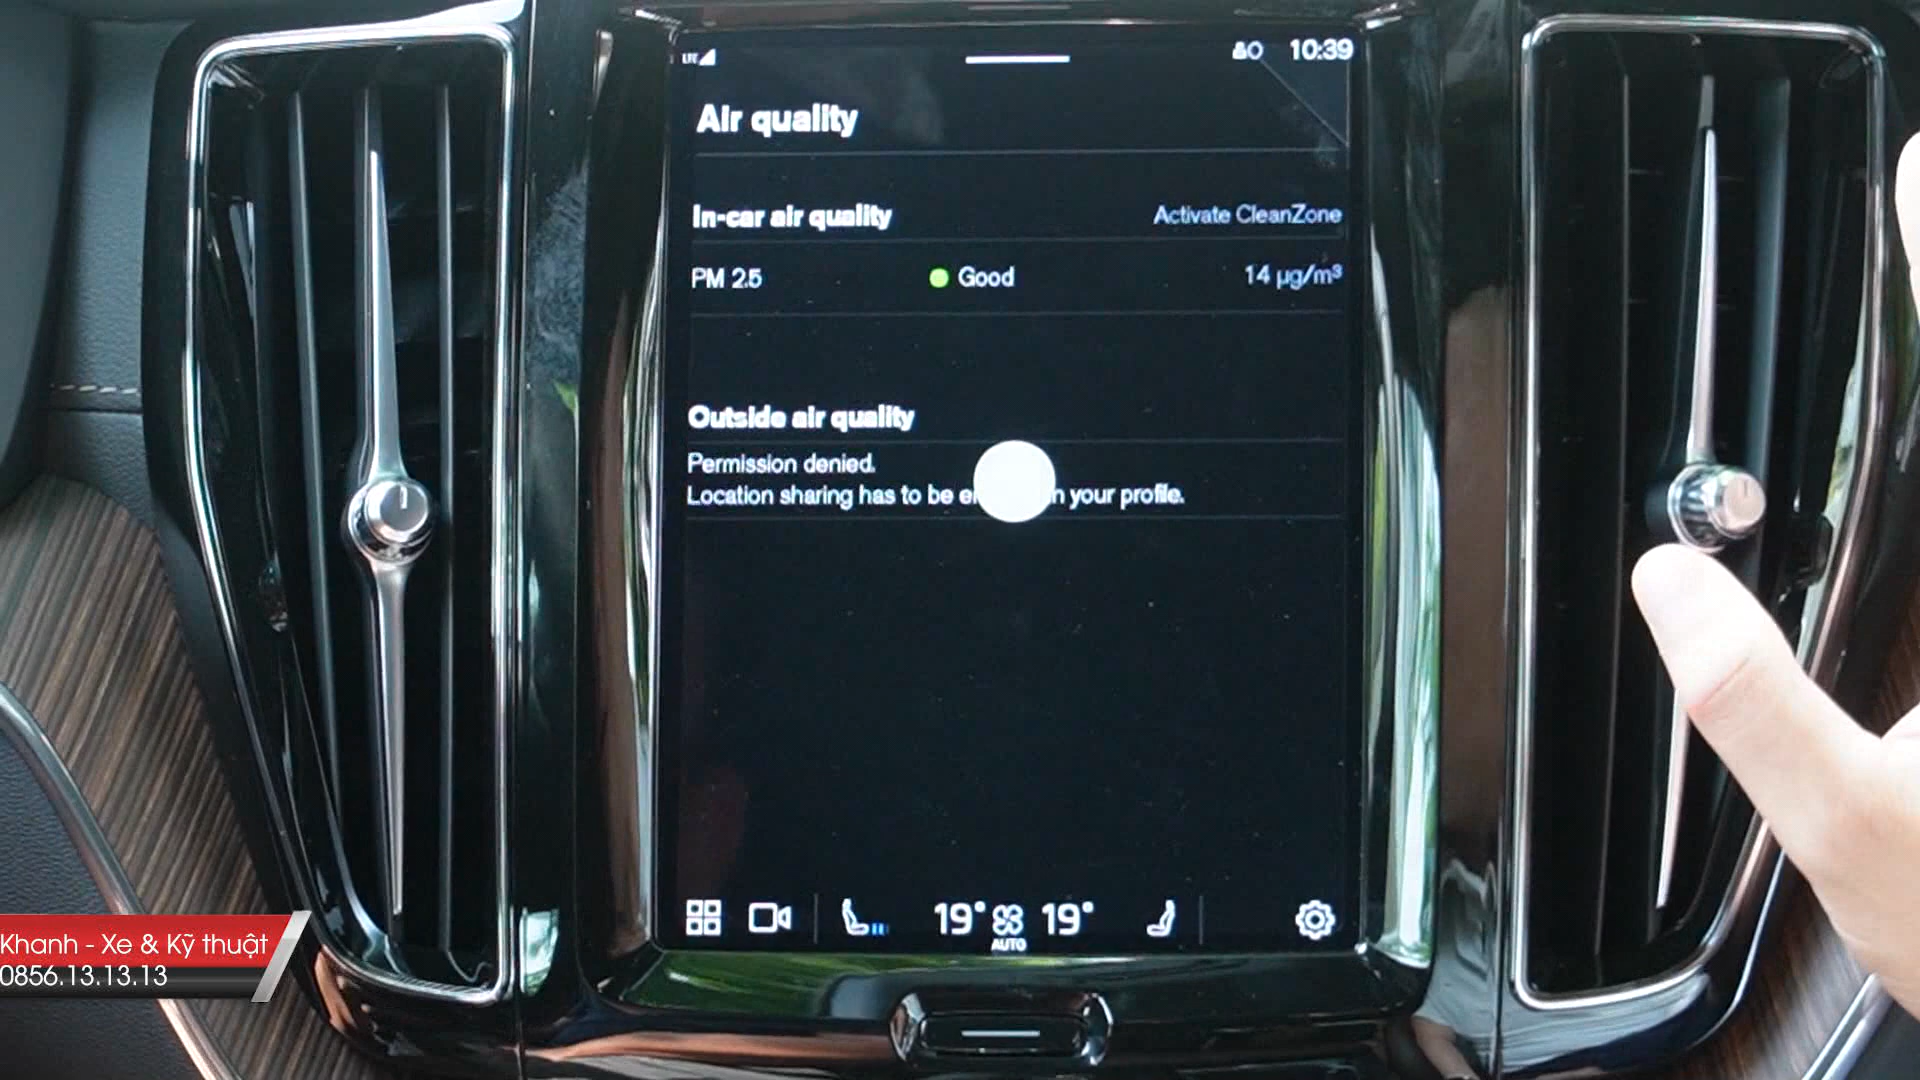 LTE
10:39
Air quality
In-car air quality Activate CleanZone
PM 2.5 Good 14 µg/m³
Outside air quality
Permission denied.
Location sharing has to be your profile.
19° 19°
AUTO
Khanh - Xe & Kỹ thuật
0856.13.13.13